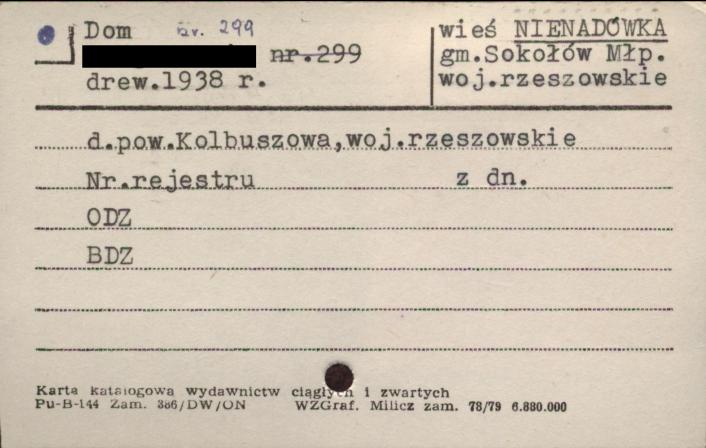 Dom nr. 299
nr.299
drew.1938 r.
wieś NIENADÓWKA
gm.Sokołów Młp.
woj.rzeszowskie
d.pow.Kolbuszowa,woj.rzeszowskie
Nr.rejestru z dn.
ODZ
BDZ
Karta katalogowa wydawnictw ciągłych i zwartych
Pu-B-144 Zam. 386/DW/ON WZGraf. Milicz zam. 78/79 6.880.000